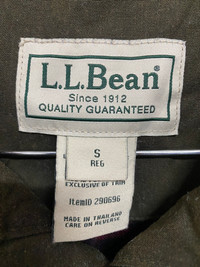 L.L.Bean®
Since 1912
QUALITY GUARANTEED
S
REG
EXCLUSIVE OF TRIM
ItemID 290696
MADE IN THAILAND
CARE ON REVERSE